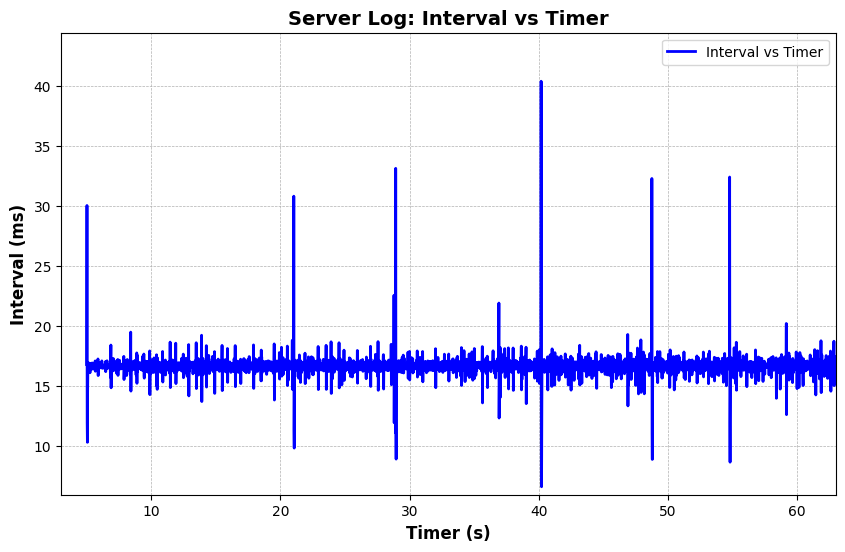 Server Log: Interval vs Timer
Interval vs Timer
Interval (ms)
40
35
30
25
20
15
10
10 20 30 40 50 60
Timer (s)